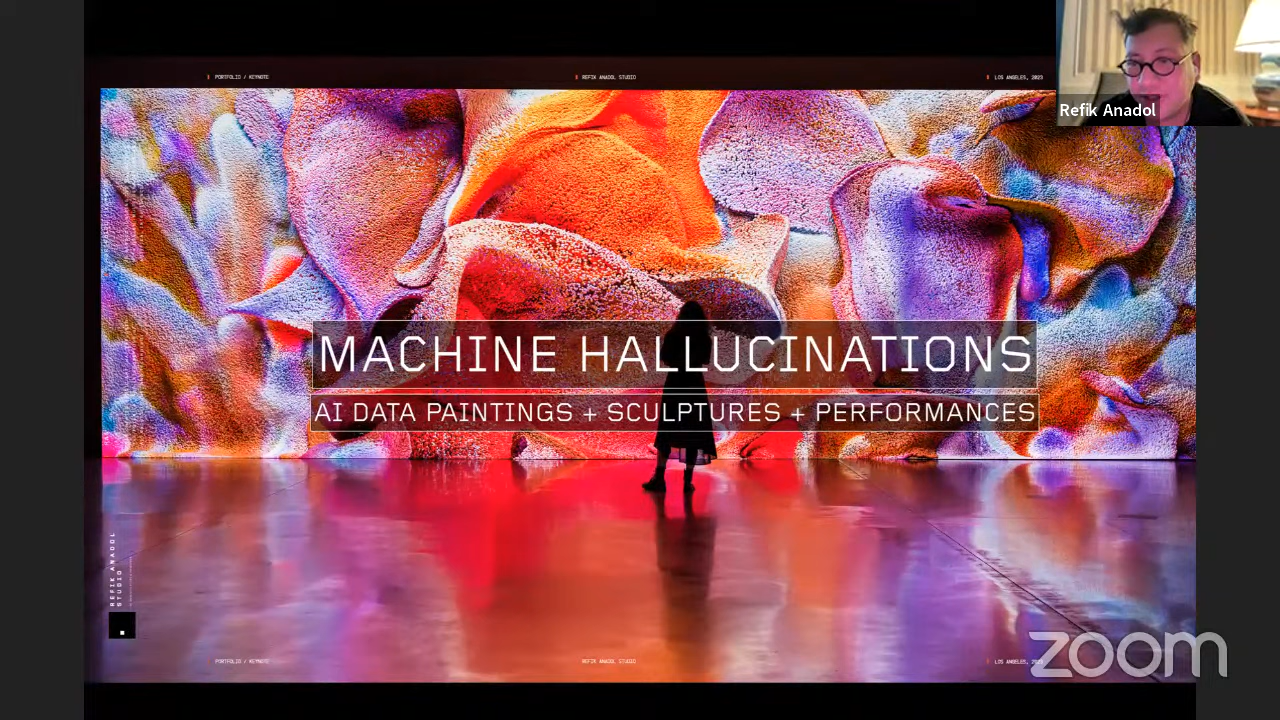 PORTFOLIO / KEYNOTE
REFIK ANADOL STUDIO
LOS ANGELES, 2023
Refik Anadol
MACHINE HALLUCINATIONS
AI DATA PAINTINGS + SCULPTURES + PERFORMANCES
REFIK ANADOL
STUDIO
PORTFOLIO / KEYNOTE
REFIK ANADOL STUDIO
LOS ANGELES, 2023
zoom